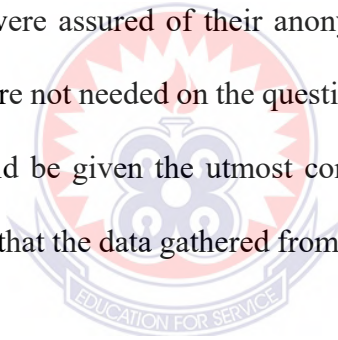 were assured of their anony
re not needed on the questi
d be given the utmost con
that the data gathered from
EDUCATION FOR SERVICE